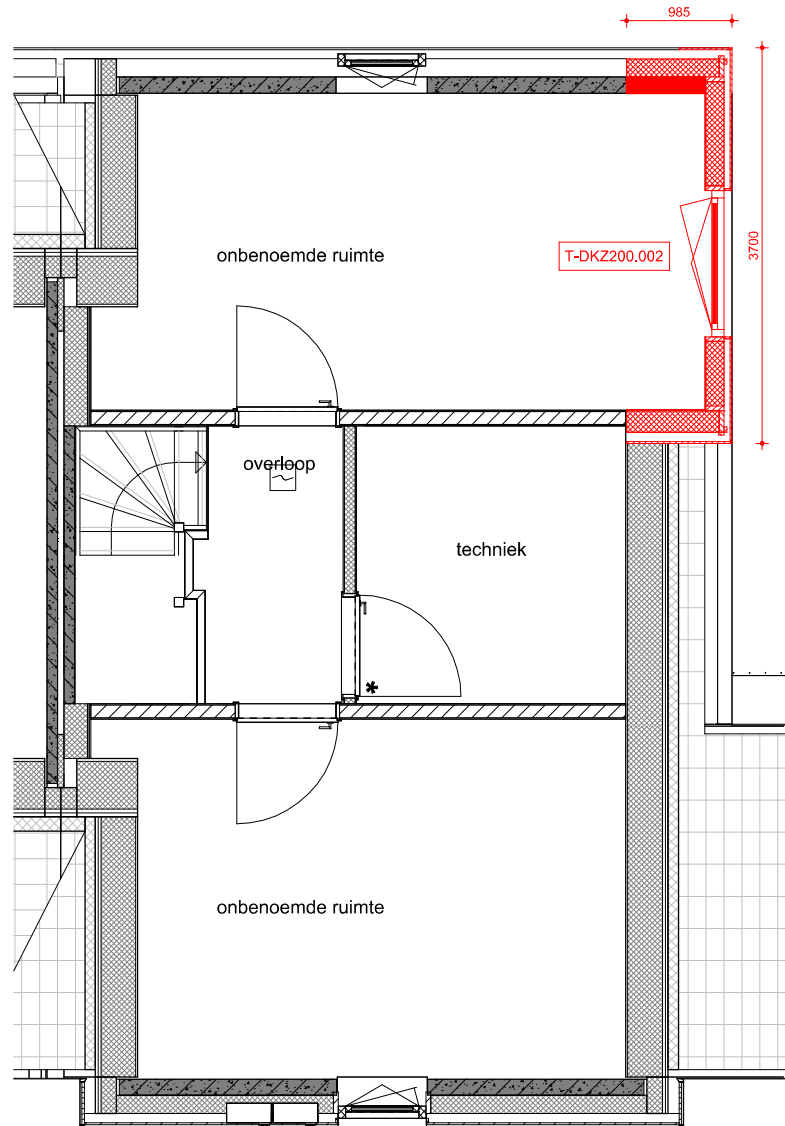 985
onbenoemde ruimte
T-DKZ200.002
3700
overloop
techniek
*
onbenoemde ruimte